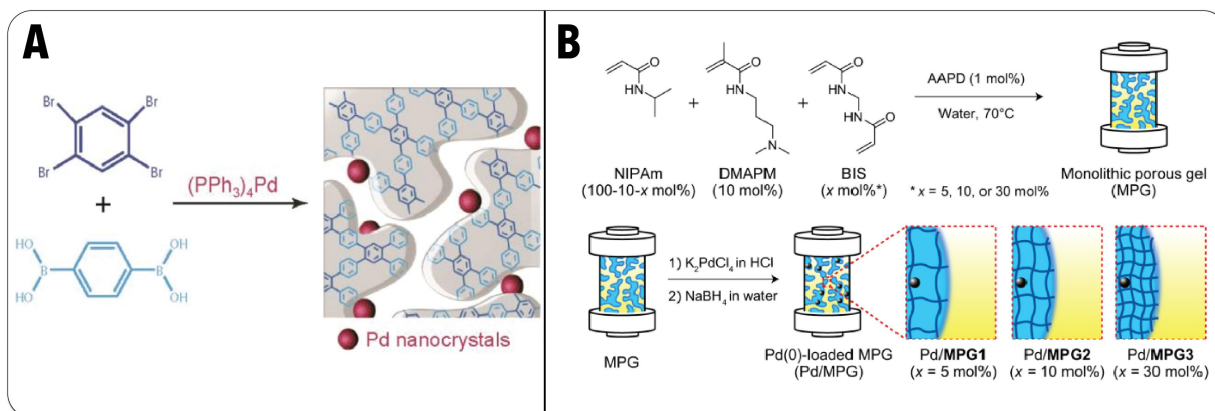 A
Br
Br
Br
Br
+
(PPh₃)₄Pd
HO
OH
B
B
HO
OH
Pd nanocrystals
B
O
HN
+
O
HN
N
+
O
NH
NH
O
AAPD (1 mol%)
Water, 70°C
NIPAm
(100-10-x mol%)
DMAPM
(10 mol%)
BIS
(x mol%*)
* x = 5, 10, or 30 mol%
Monolithic porous gel
(MPG)
1) K₂PdCl₄ in HCl
2) NaBH₄ in water
MPG
Pd(0)-loaded MPG
(Pd/MPG)
Pd/MPG1
(x = 5 mol%)
Pd/MPG2
(x = 10 mol%)
Pd/MPG3
(x = 30 mol%)